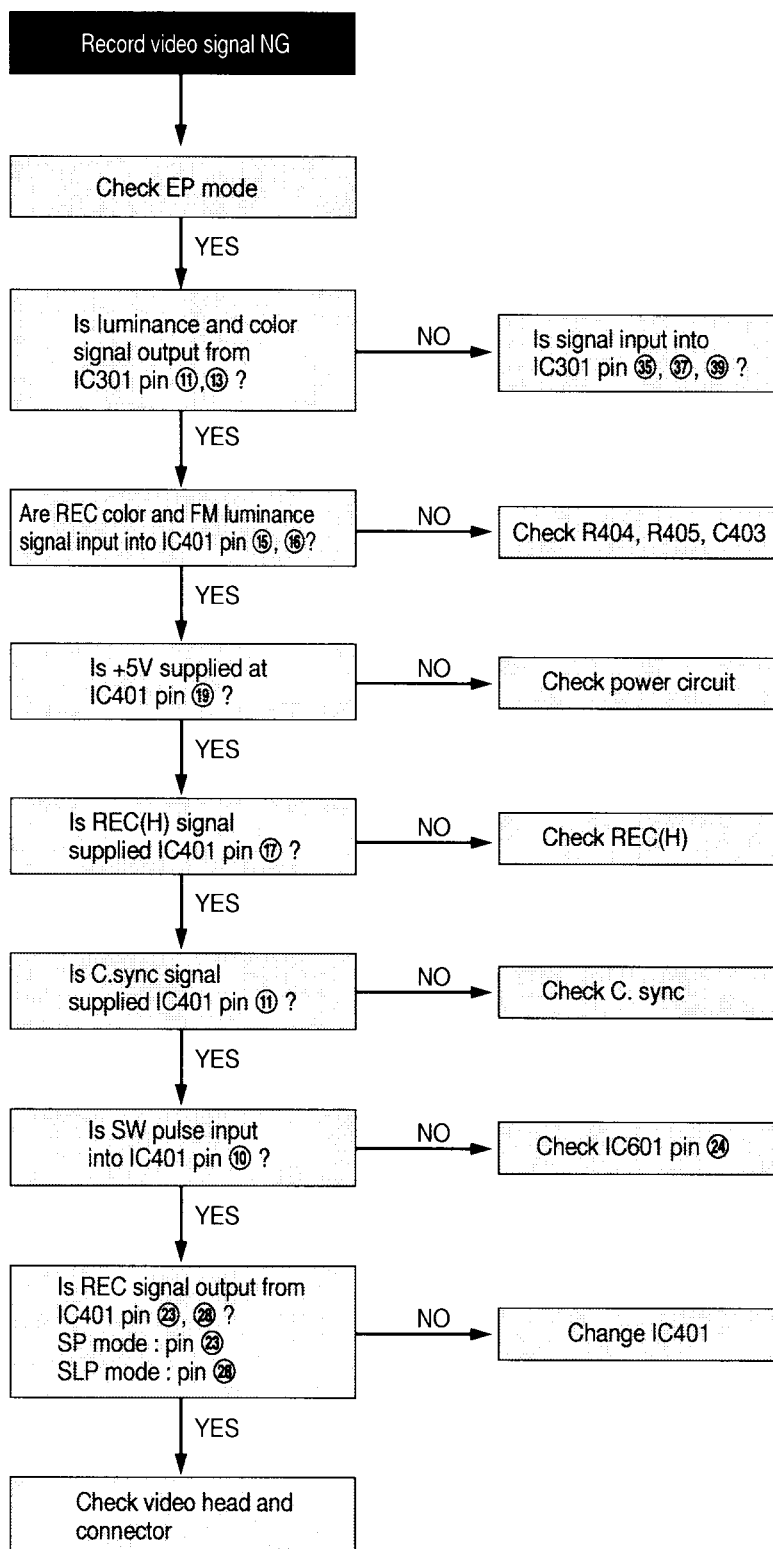 Record video signal NG
Check EP mode
YES
Is luminance and color
signal output from
IC301 pin ⑪,⑬ ?
NO
Is signal input into
IC301 pin ㉟, ㊲, ㊴ ?
YES
Are REC color and FM luminance
signal input into IC401 pin ⑮, ⑯?
NO
Check R404, R405, C403
YES
Is +5V supplied at
IC401 pin ⑲ ?
NO
Check power circuit
YES
Is REC(H) signal
supplied IC401 pin ⑰ ?
NO
Check REC(H)
YES
Is C.sync signal
supplied IC401 pin ⑪ ?
NO
Check C. sync
YES
Is SW pulse input
into IC401 pin ⑩ ?
NO
Check IC601 pin ㉔
YES
Is REC signal output from
IC401 pin ㉓, ㉘ ?
SP mode : pin ㉓
SLP mode : pin ㉘
NO
Change IC401
YES
Check video head and
connector